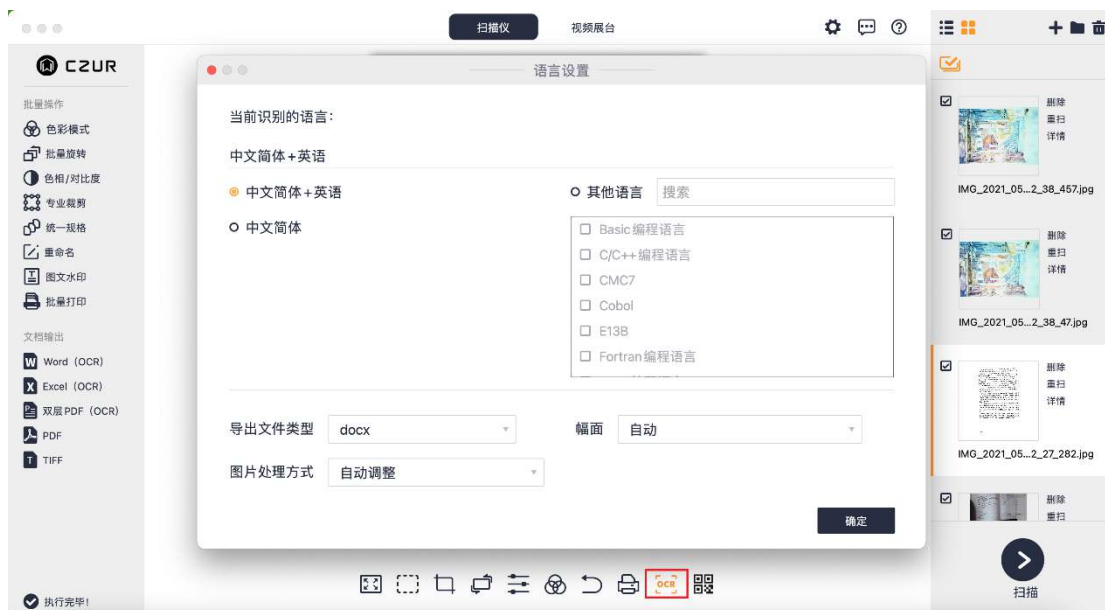 扫描仪
视频展台
CZUR
批量操作
色彩模式
批量旋转
色相/对比度
专业裁剪
统一规格
重命名
图文水印
批量打印
文档输出
Word（OCR）
Excel（OCR）
双层PDF（OCR）
PDF
TIFF
执行完毕!
语言设置
当前识别的语言：
中文简体+英语
中文简体+英语
中文简体
其他语言
搜索
Basic编程语言
C/C++编程语言
CMC7
Cobol
E13B
Fortran编程语言
导出文件类型
docx
幅面
自动
图片处理方式
自动调整
确定
OCR
删除
重扫
详情
IMG_2021_05...2_38_457.jpg
删除
重扫
详情
IMG_2021_05...2_38_47.jpg
删除
重扫
详情
IMG_2021_05...2_27_282.jpg
删除
重扫
扫描